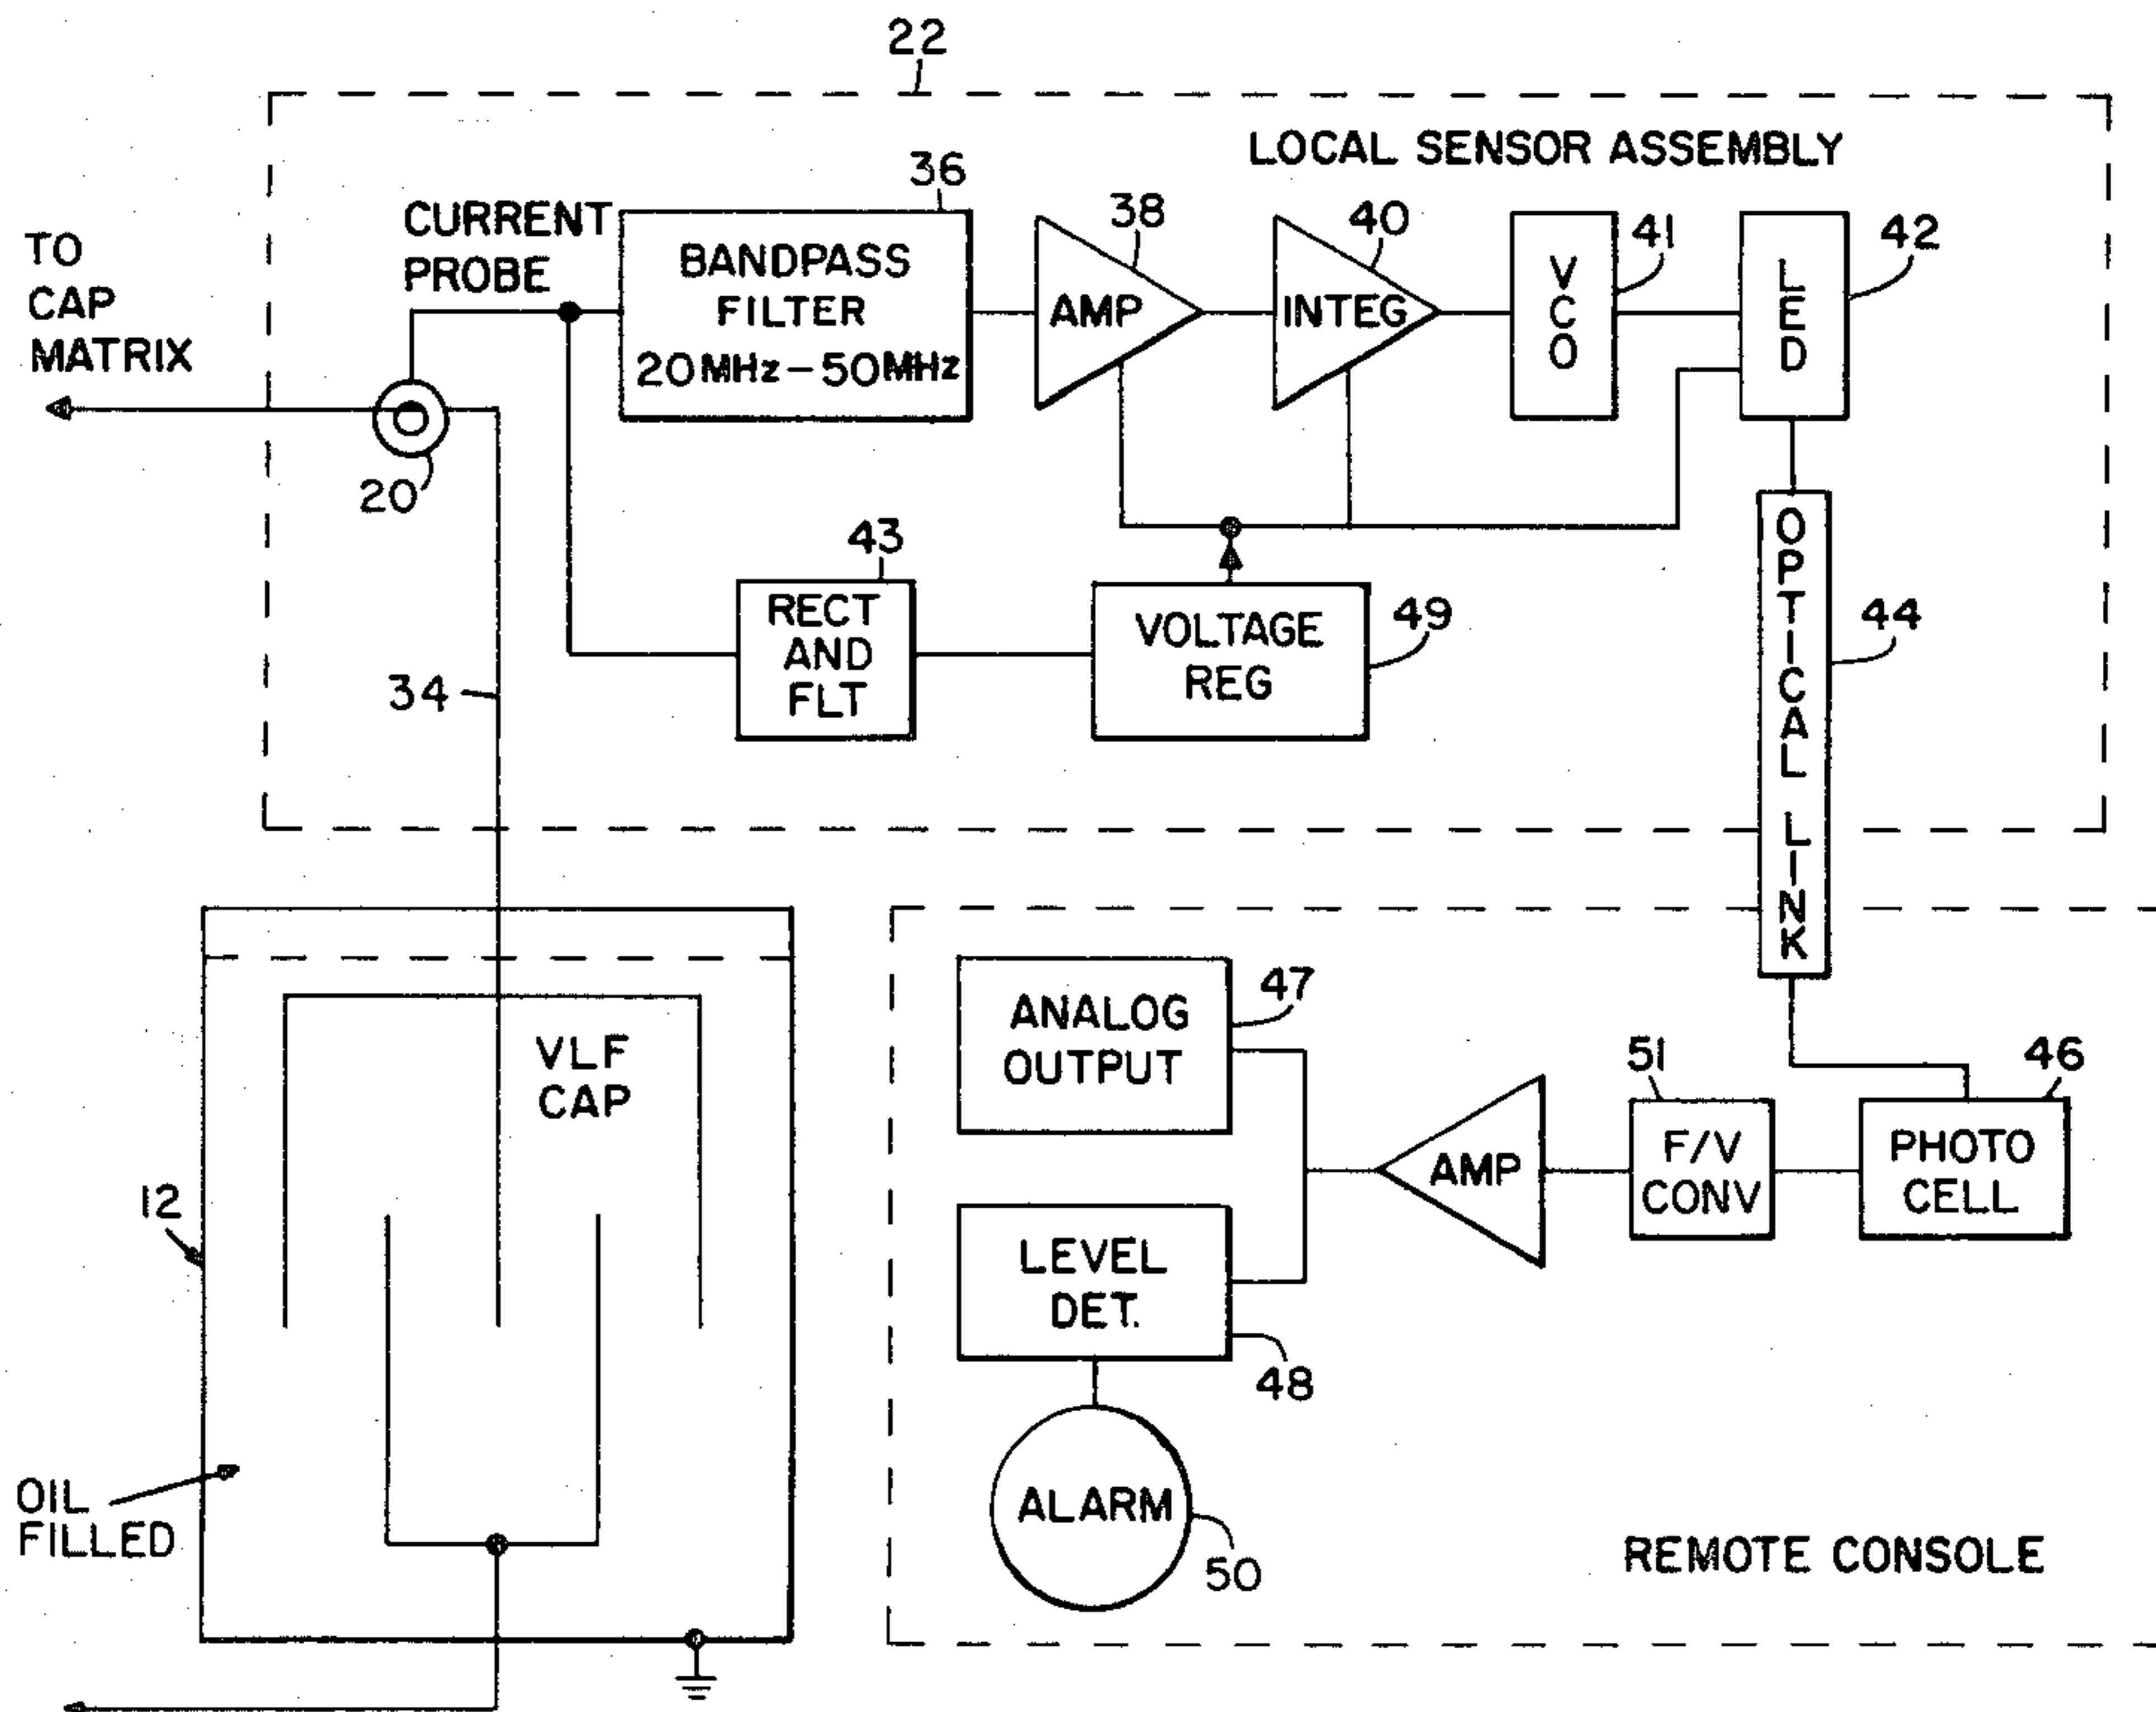 22
LOCAL SENSOR ASSEMBLY
36
38
40
41
42
CURRENT
PROBE
TO
CAP
MATRIX
BANDPASS
FILTER
20MHz-50MHz
AMP
INTEG
VCO
LED
20
43
RECT
AND
FLT
VOLTAGE
REG
49
OPTICAL LINK
44
34
VLF
CAP
12
OIL
FILLED
ANALOG
OUTPUT
47
51
46
AMP
F/V
CONV
PHOTO
CELL
LEVEL
DET.
48
ALARM
50
REMOTE CONSOLE